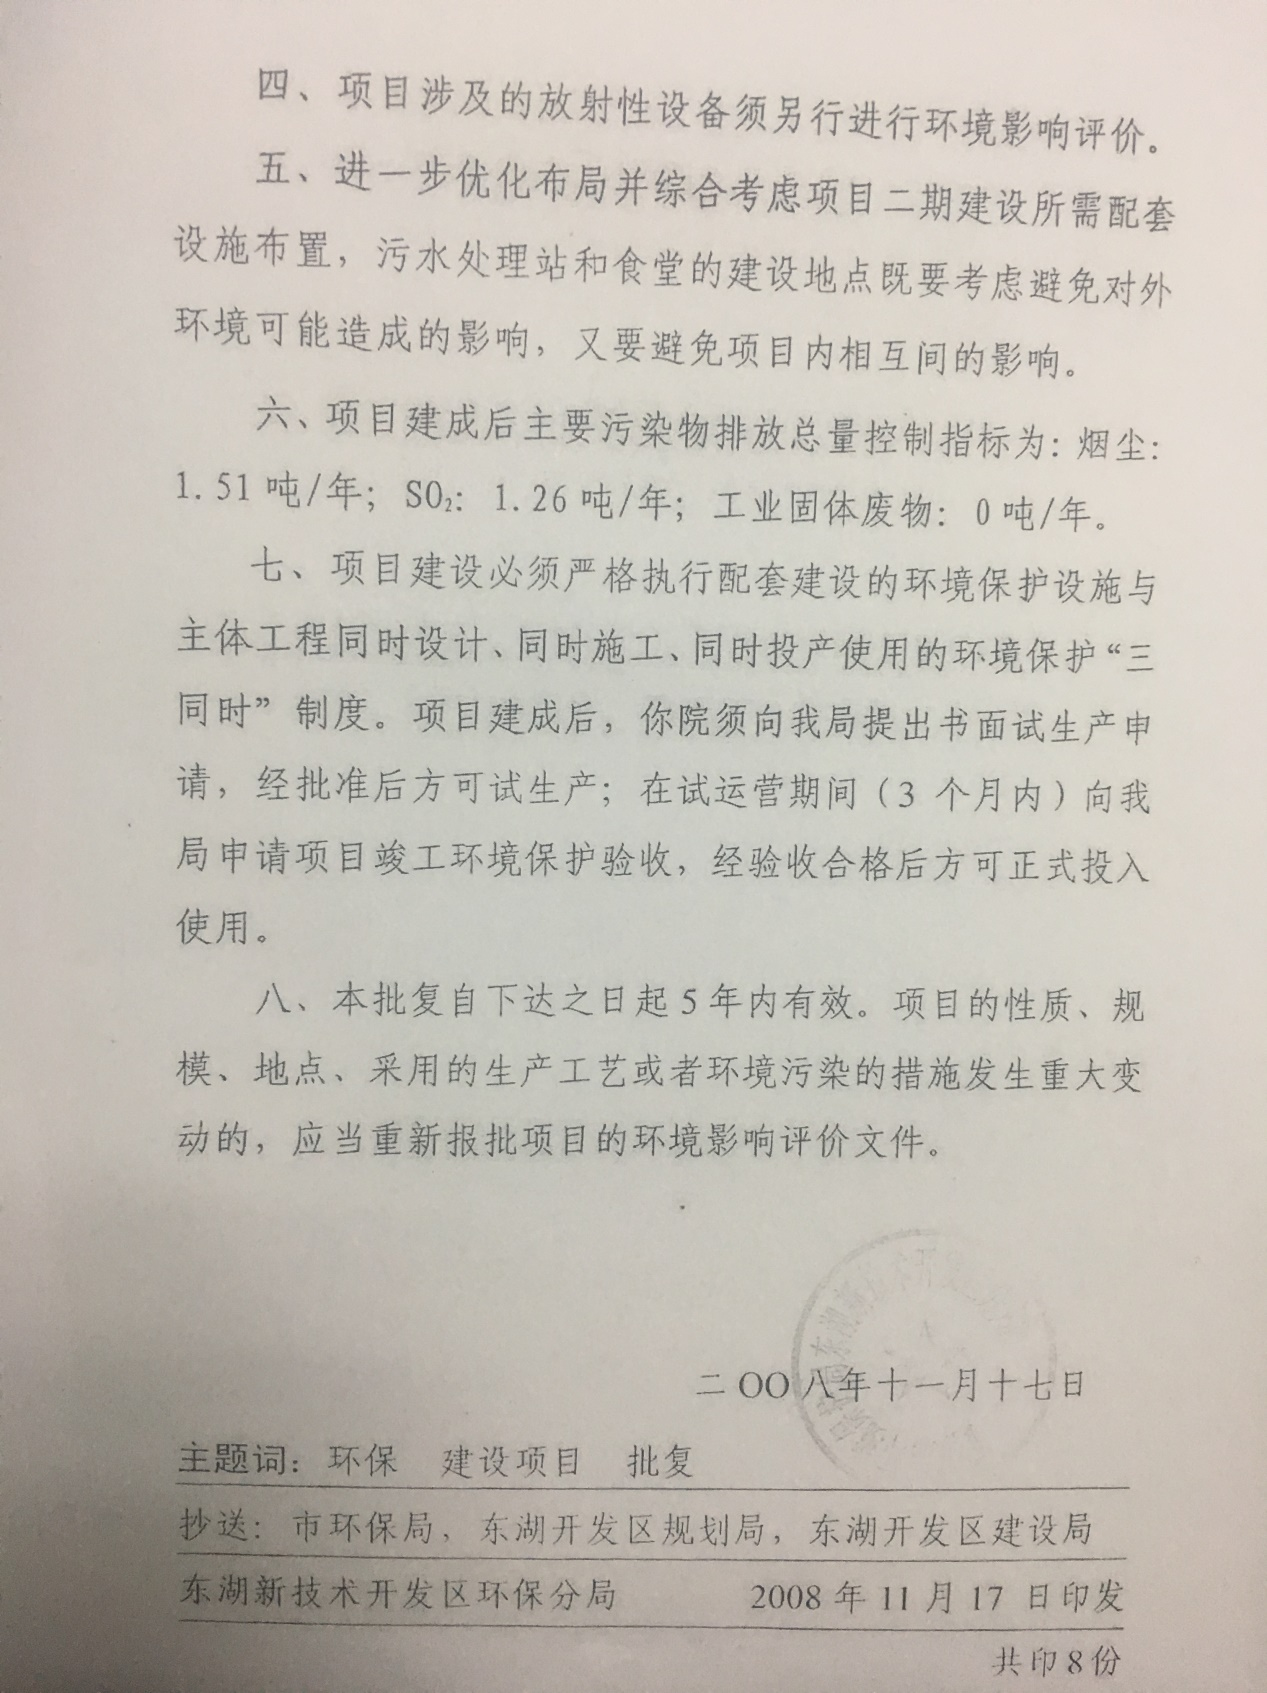 四、项目涉及的放射性设备须另行进行环境影响评价。
五、进一步优化布局并综合考虑项目二期建设所需配套
设施布置，污水处理站和食堂的建设地点既要考虑避免对外
环境可能造成的影响，又要避免项目内相互间的影响。
六、项目建成后主要污染物排放总量控制指标为：烟尘：
1.51吨/年；SO₂：1.26吨/年；工业固体废物：0吨/年。
七、项目建设必须严格执行配套建设的环境保护设施与
主体工程同时设计、同时施工、同时投产使用的环境保护“三
同时”制度。项目建成后，你院须向我局提出书面试生产申
请，经批准后方可试生产；在试运营期间（3 个月内）向我
局申请项目竣工环境保护验收，经验收合格后方可正式投入
使用。
八、本批复自下达之日起5年内有效。项目的性质、规
模、地点、采用的生产工艺或者环境污染的措施发生重大变
动的，应当重新报批项目的环境影响评价文件。
二OO八年十一月十七日
主题词：环保 建设项目 批复
抄送：市环保局、东湖开发区规划局，东湖开发区建设局
东湖新技术开发区环保分局 2008年11月17日印发
共印8份